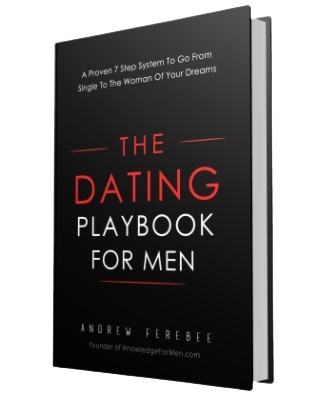 A Proven 7 Step System To Go From
Single To The Woman Of Your Dreams
THE
DATING
PLAYBOOK
FOR MEN
ANDREW FEREBEE
founder of KnowledgeForMen.com